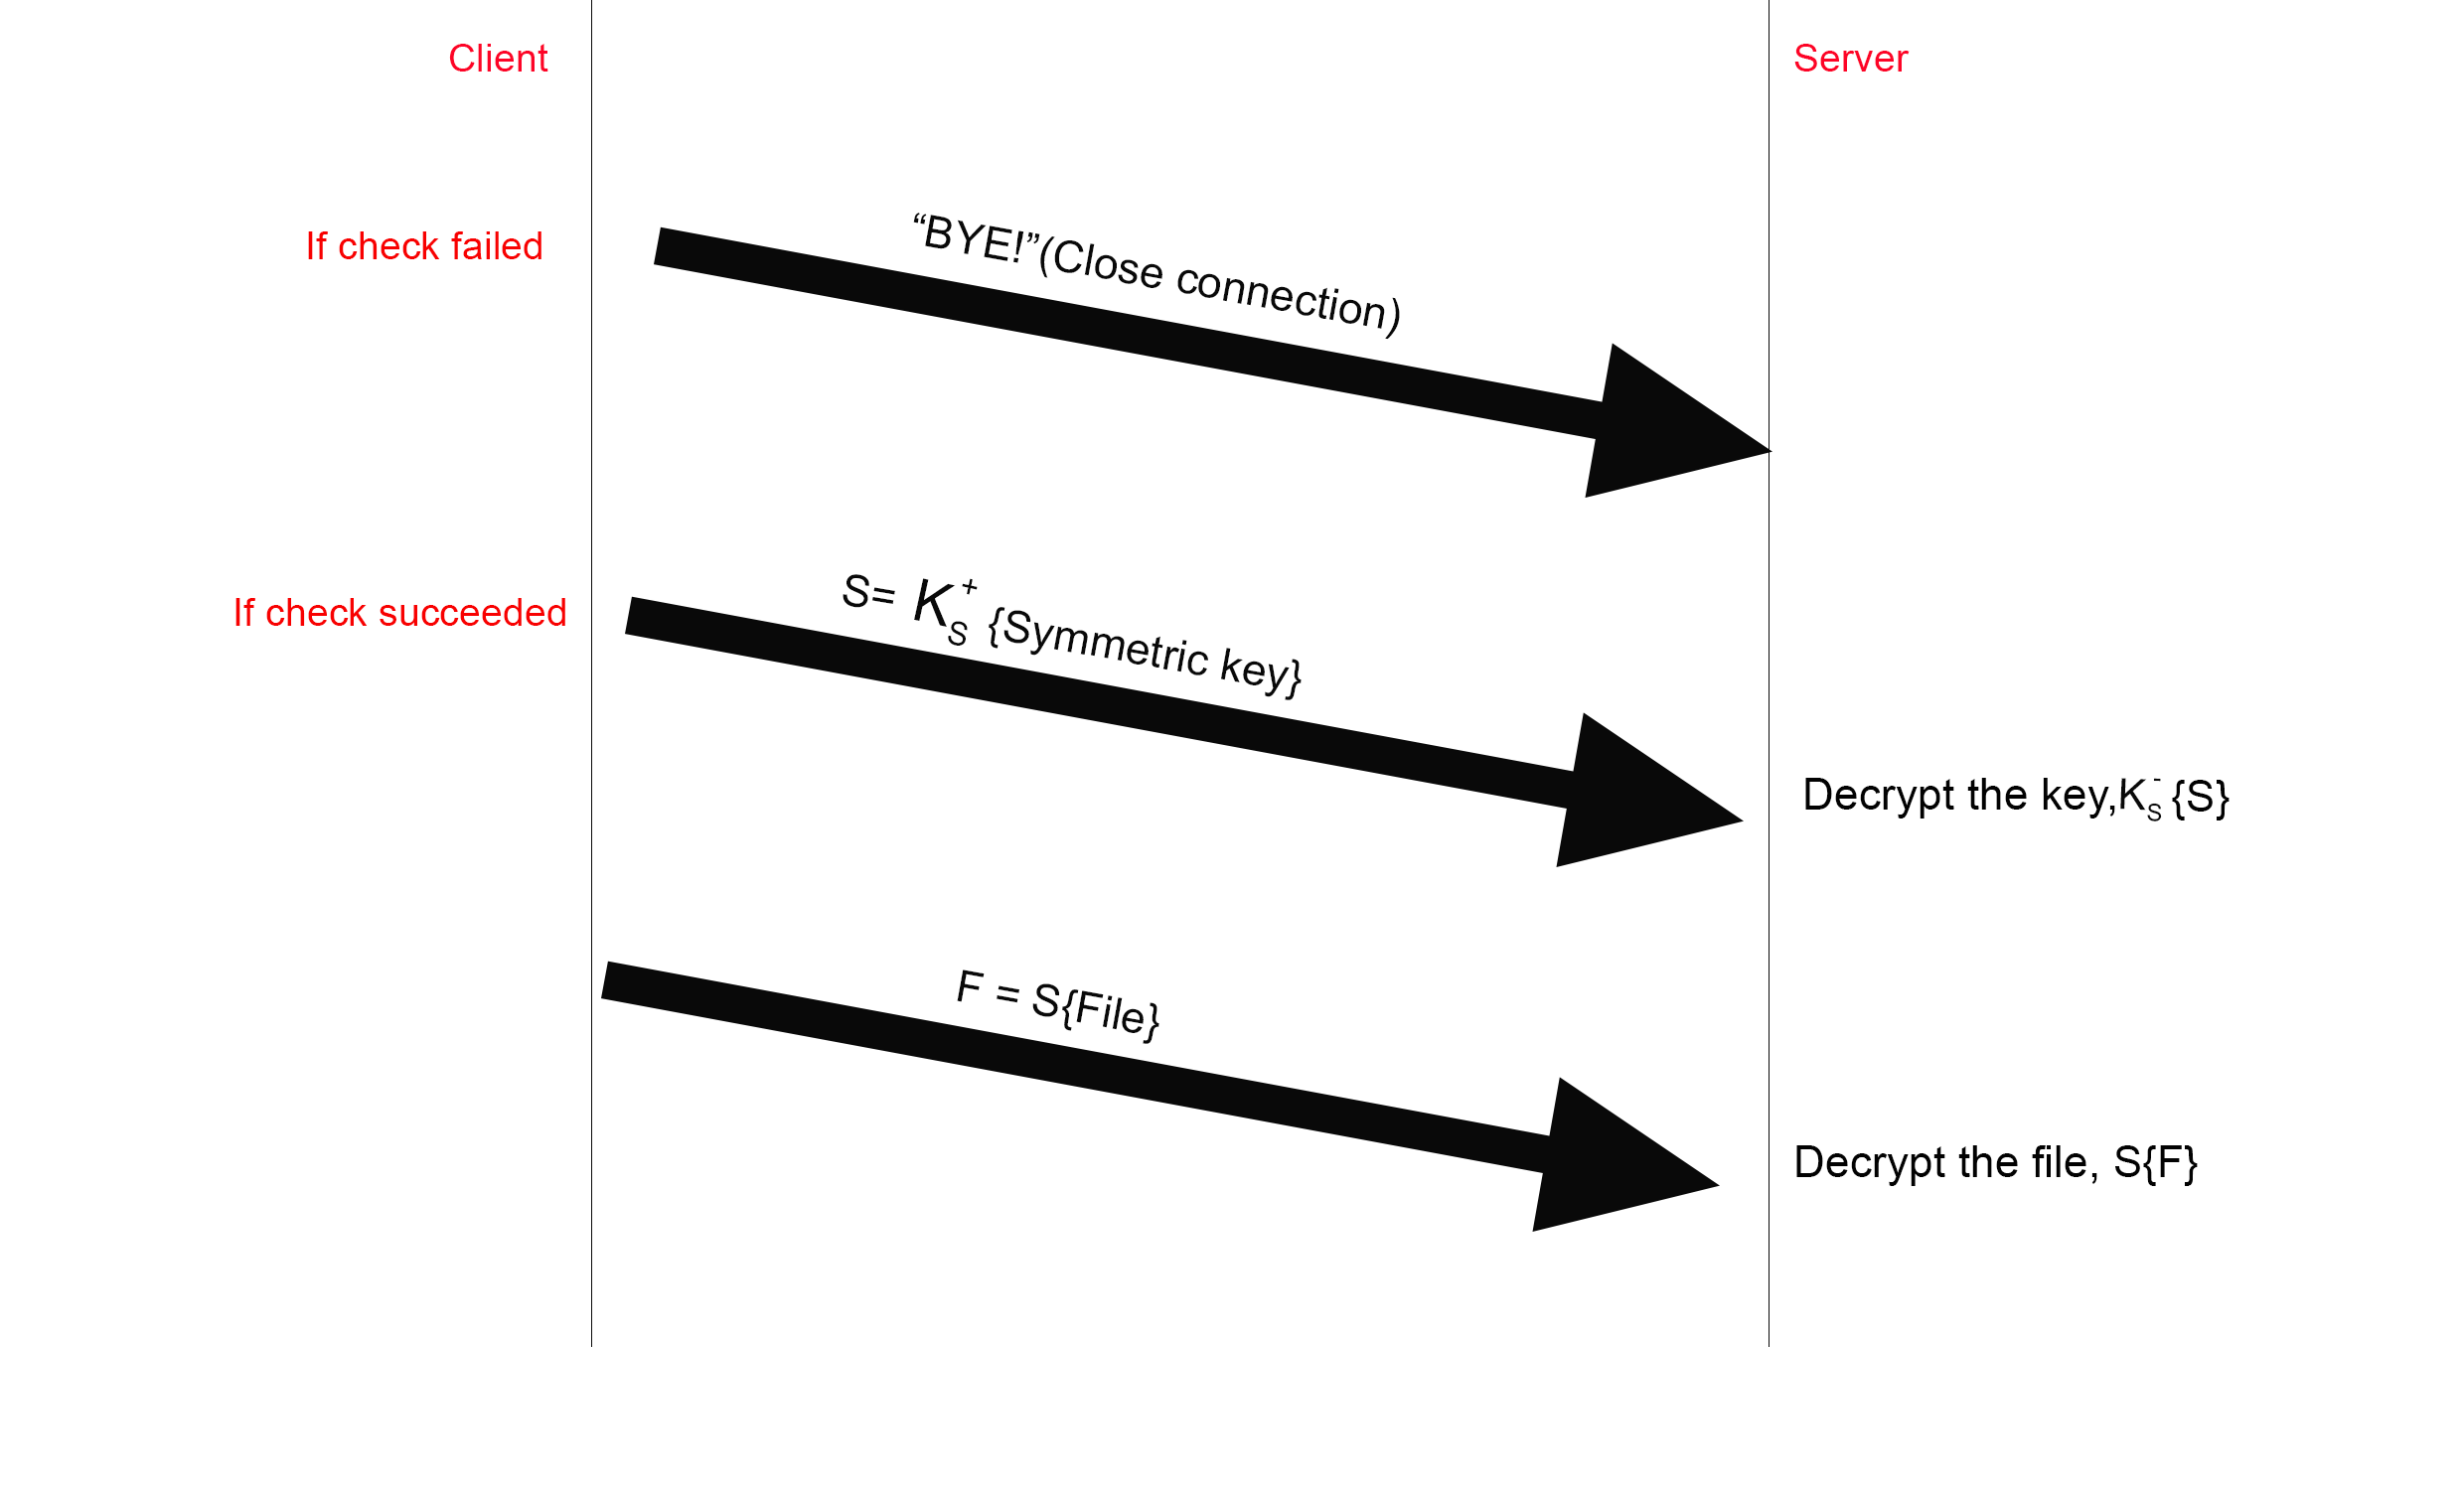 Client
Server
If check failed
“BYE!”(Close connection)
If check succeeded
S= K_S^+ {Symmetric key}
Decrypt the key,K_S^- {S}
F = S{File}
Decrypt the file, S{F}